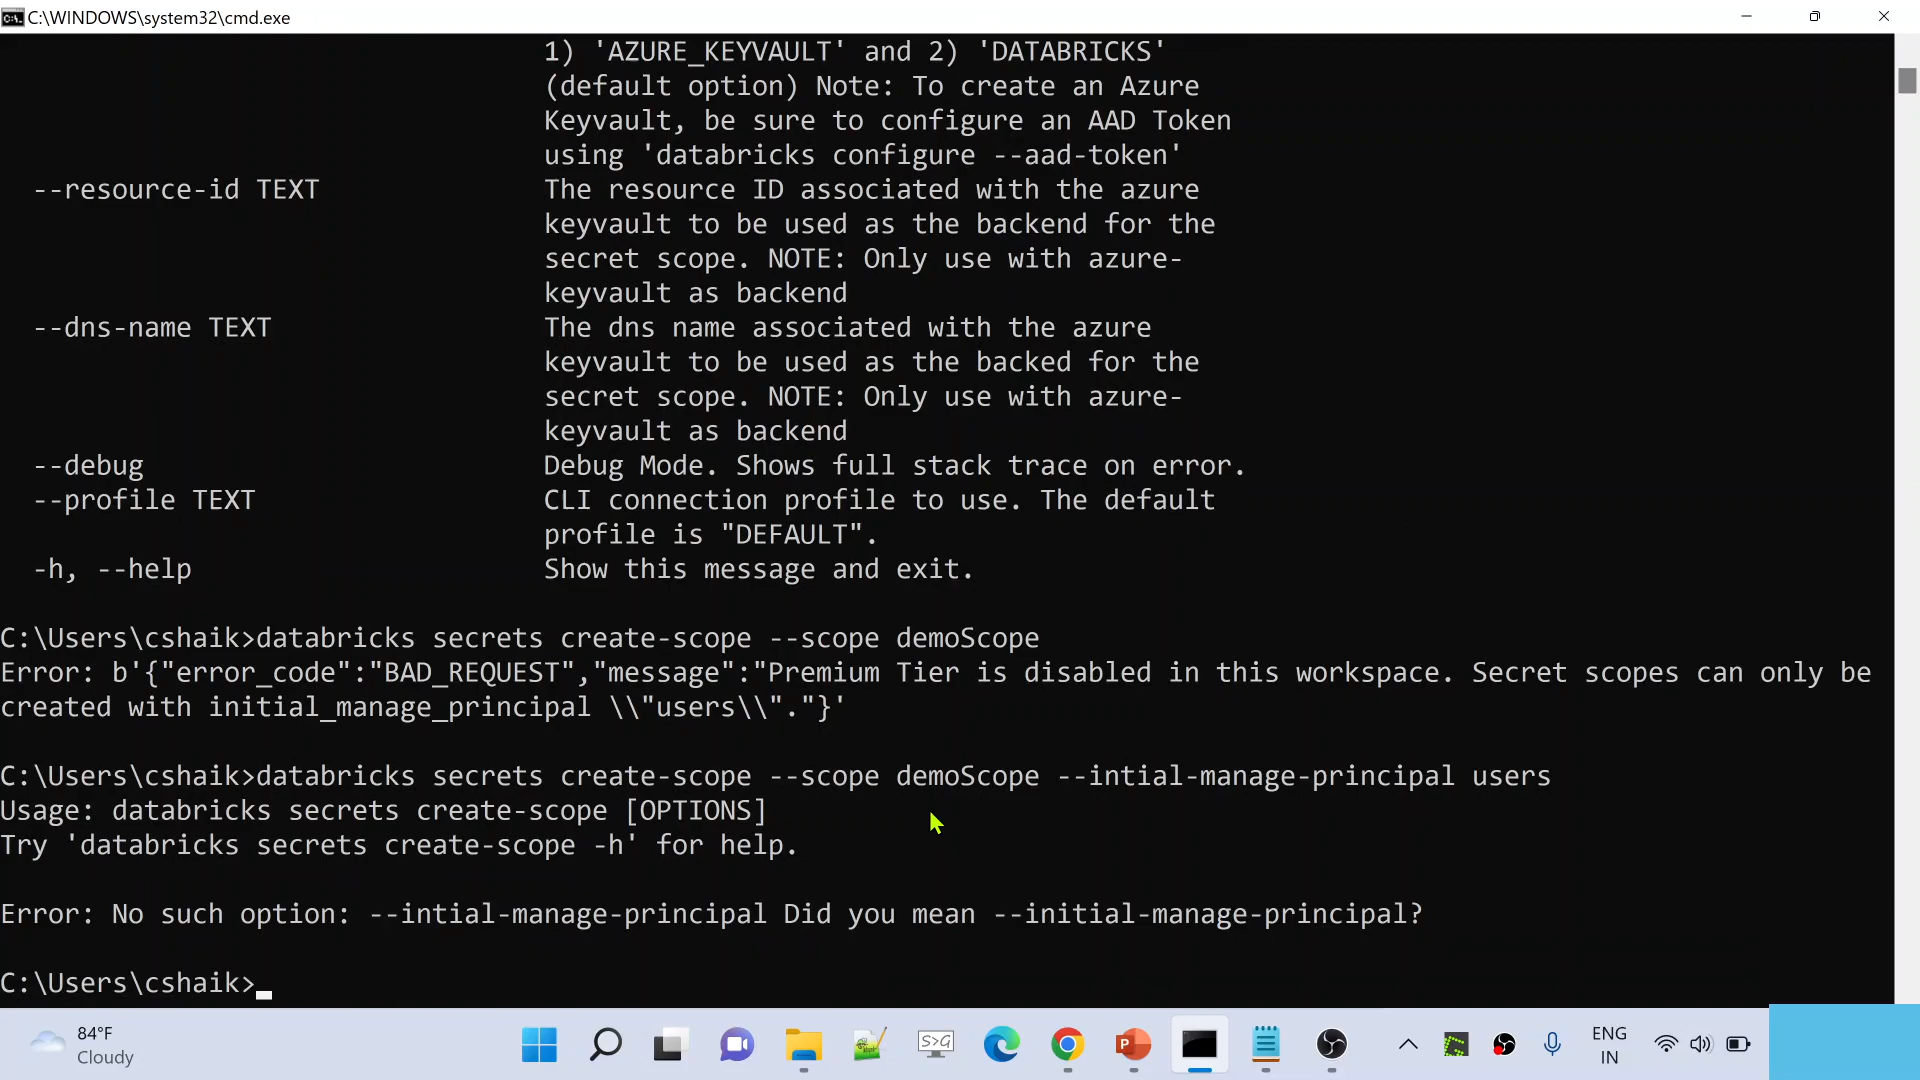 C:\WINDOWS\system32\cmd.exe
1) 'AZURE_KEYVAULT' and 2) 'DATABRICKS'
(default option) Note: To create an Azure
Keyvault, be sure to configure an AAD Token
using 'databricks configure --aad-token'
--resource-id TEXT The resource ID associated with the azure
keyvault to be used as the backend for the
secret scope. NOTE: Only use with azure-
keyvault as backend
--dns-name TEXT The dns name associated with the azure
keyvault to be used as the backed for the
secret scope. NOTE: Only use with azure-
keyvault as backend
--debug Debug Mode. Shows full stack trace on error.
--profile TEXT CLI connection profile to use. The default
profile is "DEFAULT".
-h, --help Show this message and exit.
C:\Users\cshaik>databricks secrets create-scope --scope demoScope
Error: b'{"error_code":"BAD_REQUEST","message":"Premium Tier is disabled in this workspace. Secret scopes can only be
created with initial_manage_principal \\"users\\"."}'
C:\Users\cshaik>databricks secrets create-scope --scope demoScope --intial-manage-principal users
Usage: databricks secrets create-scope [OPTIONS]
Try 'databricks secrets create-scope -h' for help.
Error: No such option: --intial-manage-principal Did you mean --initial-manage-principal?
C:\Users\cshaik>
84°F
Cloudy
S>G
P
ENG
IN